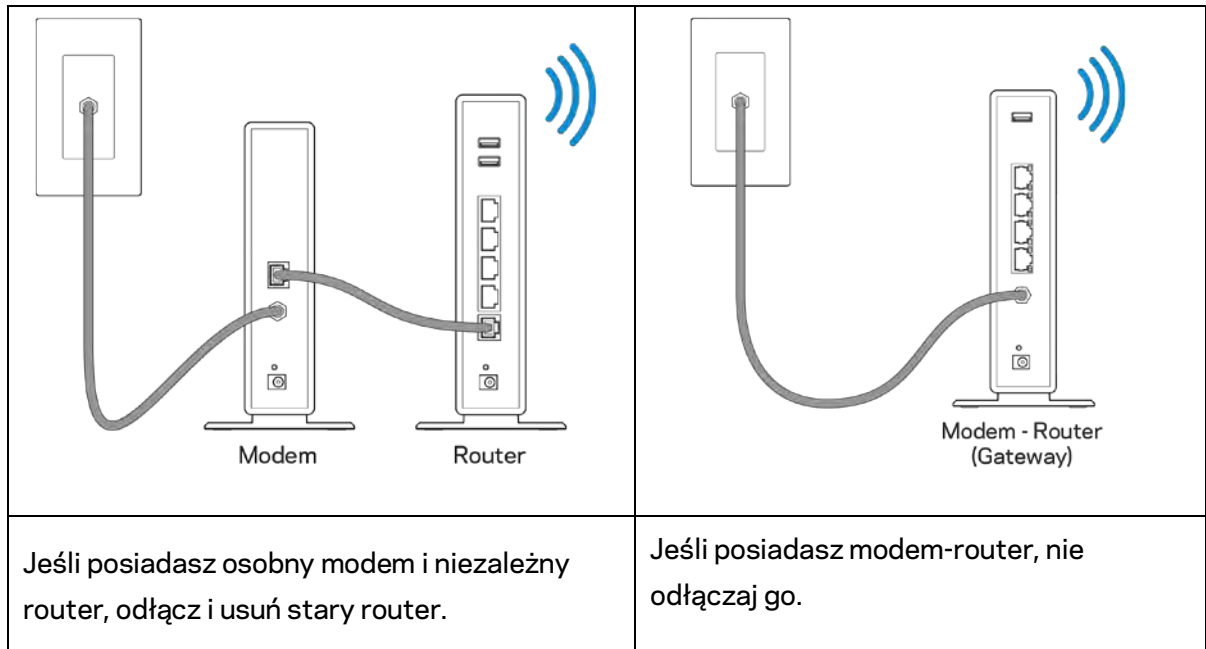 Modem
Router
Modem - Router
(Gateway)
Jeśli posiadasz osobny modem i niezależny
router, odłącz i usuń stary router.
Jeśli posiadasz modem-router, nie
odłączaj go.